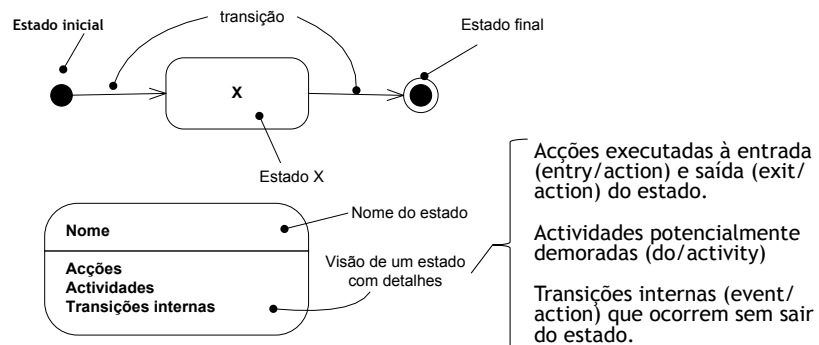 transição
Estado inicial
Estado final
X
Estado X
Nome
Acções
Actividades
Transições internas
Nome do estado
Visão de um estado
com detalhes
Acções executadas à entrada
(entry/action) e saída (exit/
action) do estado.
Actividades potencialmente
demoradas (do/activity)
Transições internas (event/
action) que ocorrem sem sair
do estado.